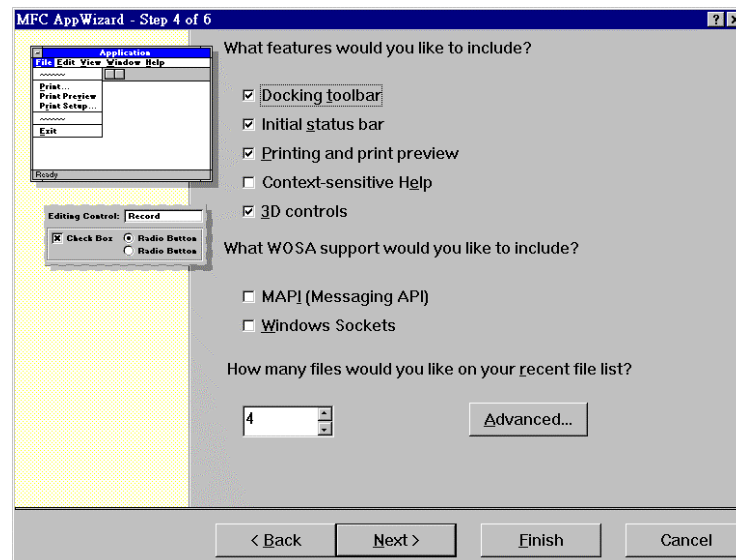 MFC AppWizard - Step 4 of 6
Application
File Edit View Window Help
Print...
Print Preview
Print Setup...
Exit
Ready
Editing Control: Record
Check Box Radio Button
Radio Button
What features would you like to include?
Docking toolbar
Initial status bar
Printing and print preview
Context-sensitive Help
3D controls
What WOSA support would you like to include?
MAPI (Messaging API)
Windows Sockets
How many files would you like on your recent file list?
4 Advanced...
< Back Next > Finish Cancel